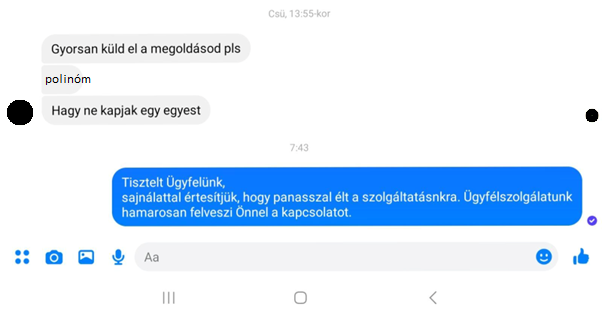 Csü, 13:55-kor
Gyorsan küld el a megoldásod pls
polinóm
Hagy ne kapjak egy egyest
7:43
Tisztelt Ügyfelünk,
sajnálattal értesítjük, hogy panasszal élt a szolgáltatásnkra. Ügyfélszolgálatunk
hamarosan felveszi Önnel a kapcsolatot.
Aa